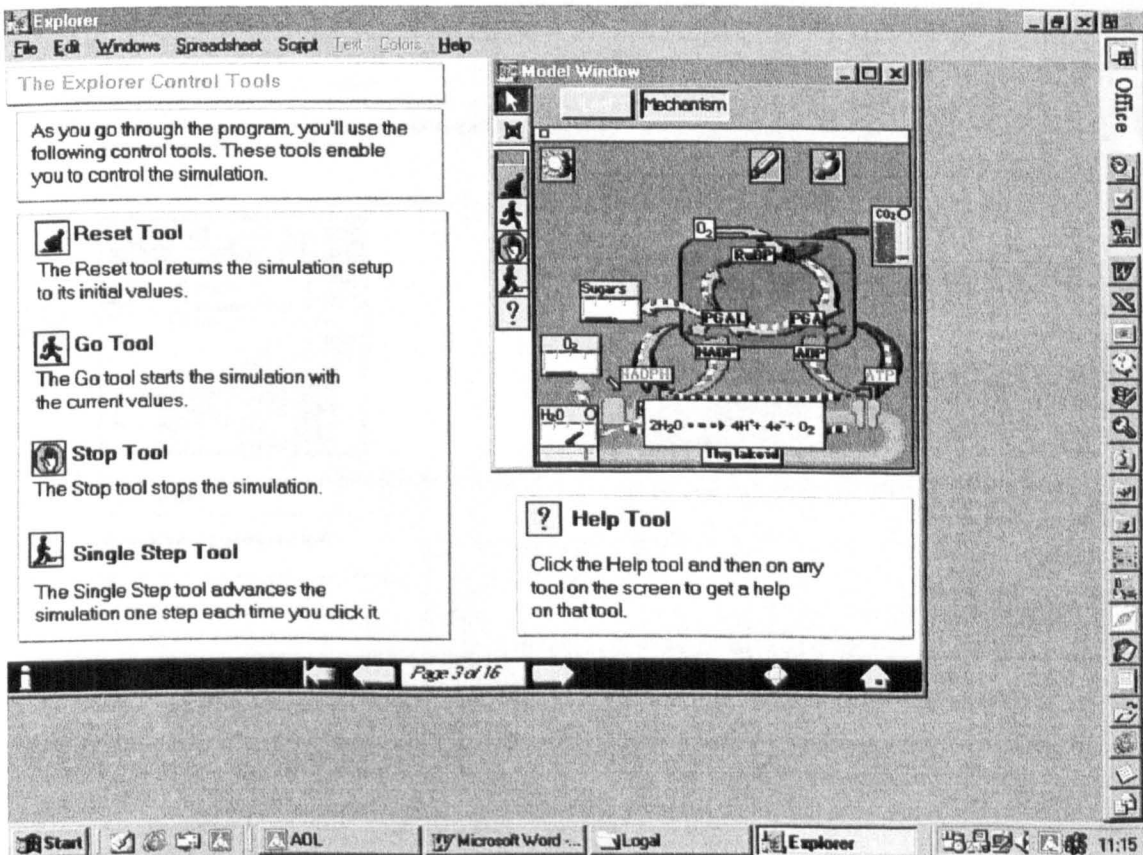 Explorer
File Edit Windows Spreadsheet Script Text Colors Help
The Explorer Control Tools
As you go through the program, you'll use the
following control tools. These tools enable
you to control the simulation.
Reset Tool
The Reset tool returns the simulation setup
to its initial values.
Go Tool
The Go tool starts the simulation with
the current values.
Stop Tool
The Stop tool stops the simulation.
Single Step Tool
The Single Step tool advances the
simulation one step each time you click it.
Model Window
Mechanism
O₂
CO₂
RuBP
Sugars
PGAL PGA
O₂
NADP ADP
NADPH ATP
H₂O
2H₂O ===> 4H⁺+ 4e⁻+ O₂
Thylakoid
? Help Tool
Click the Help tool and then on any
tool on the screen to get a help
on that tool.
Page 3 of 16
Office
Start AOL Microsoft Word -... Logal Explorer 11:15